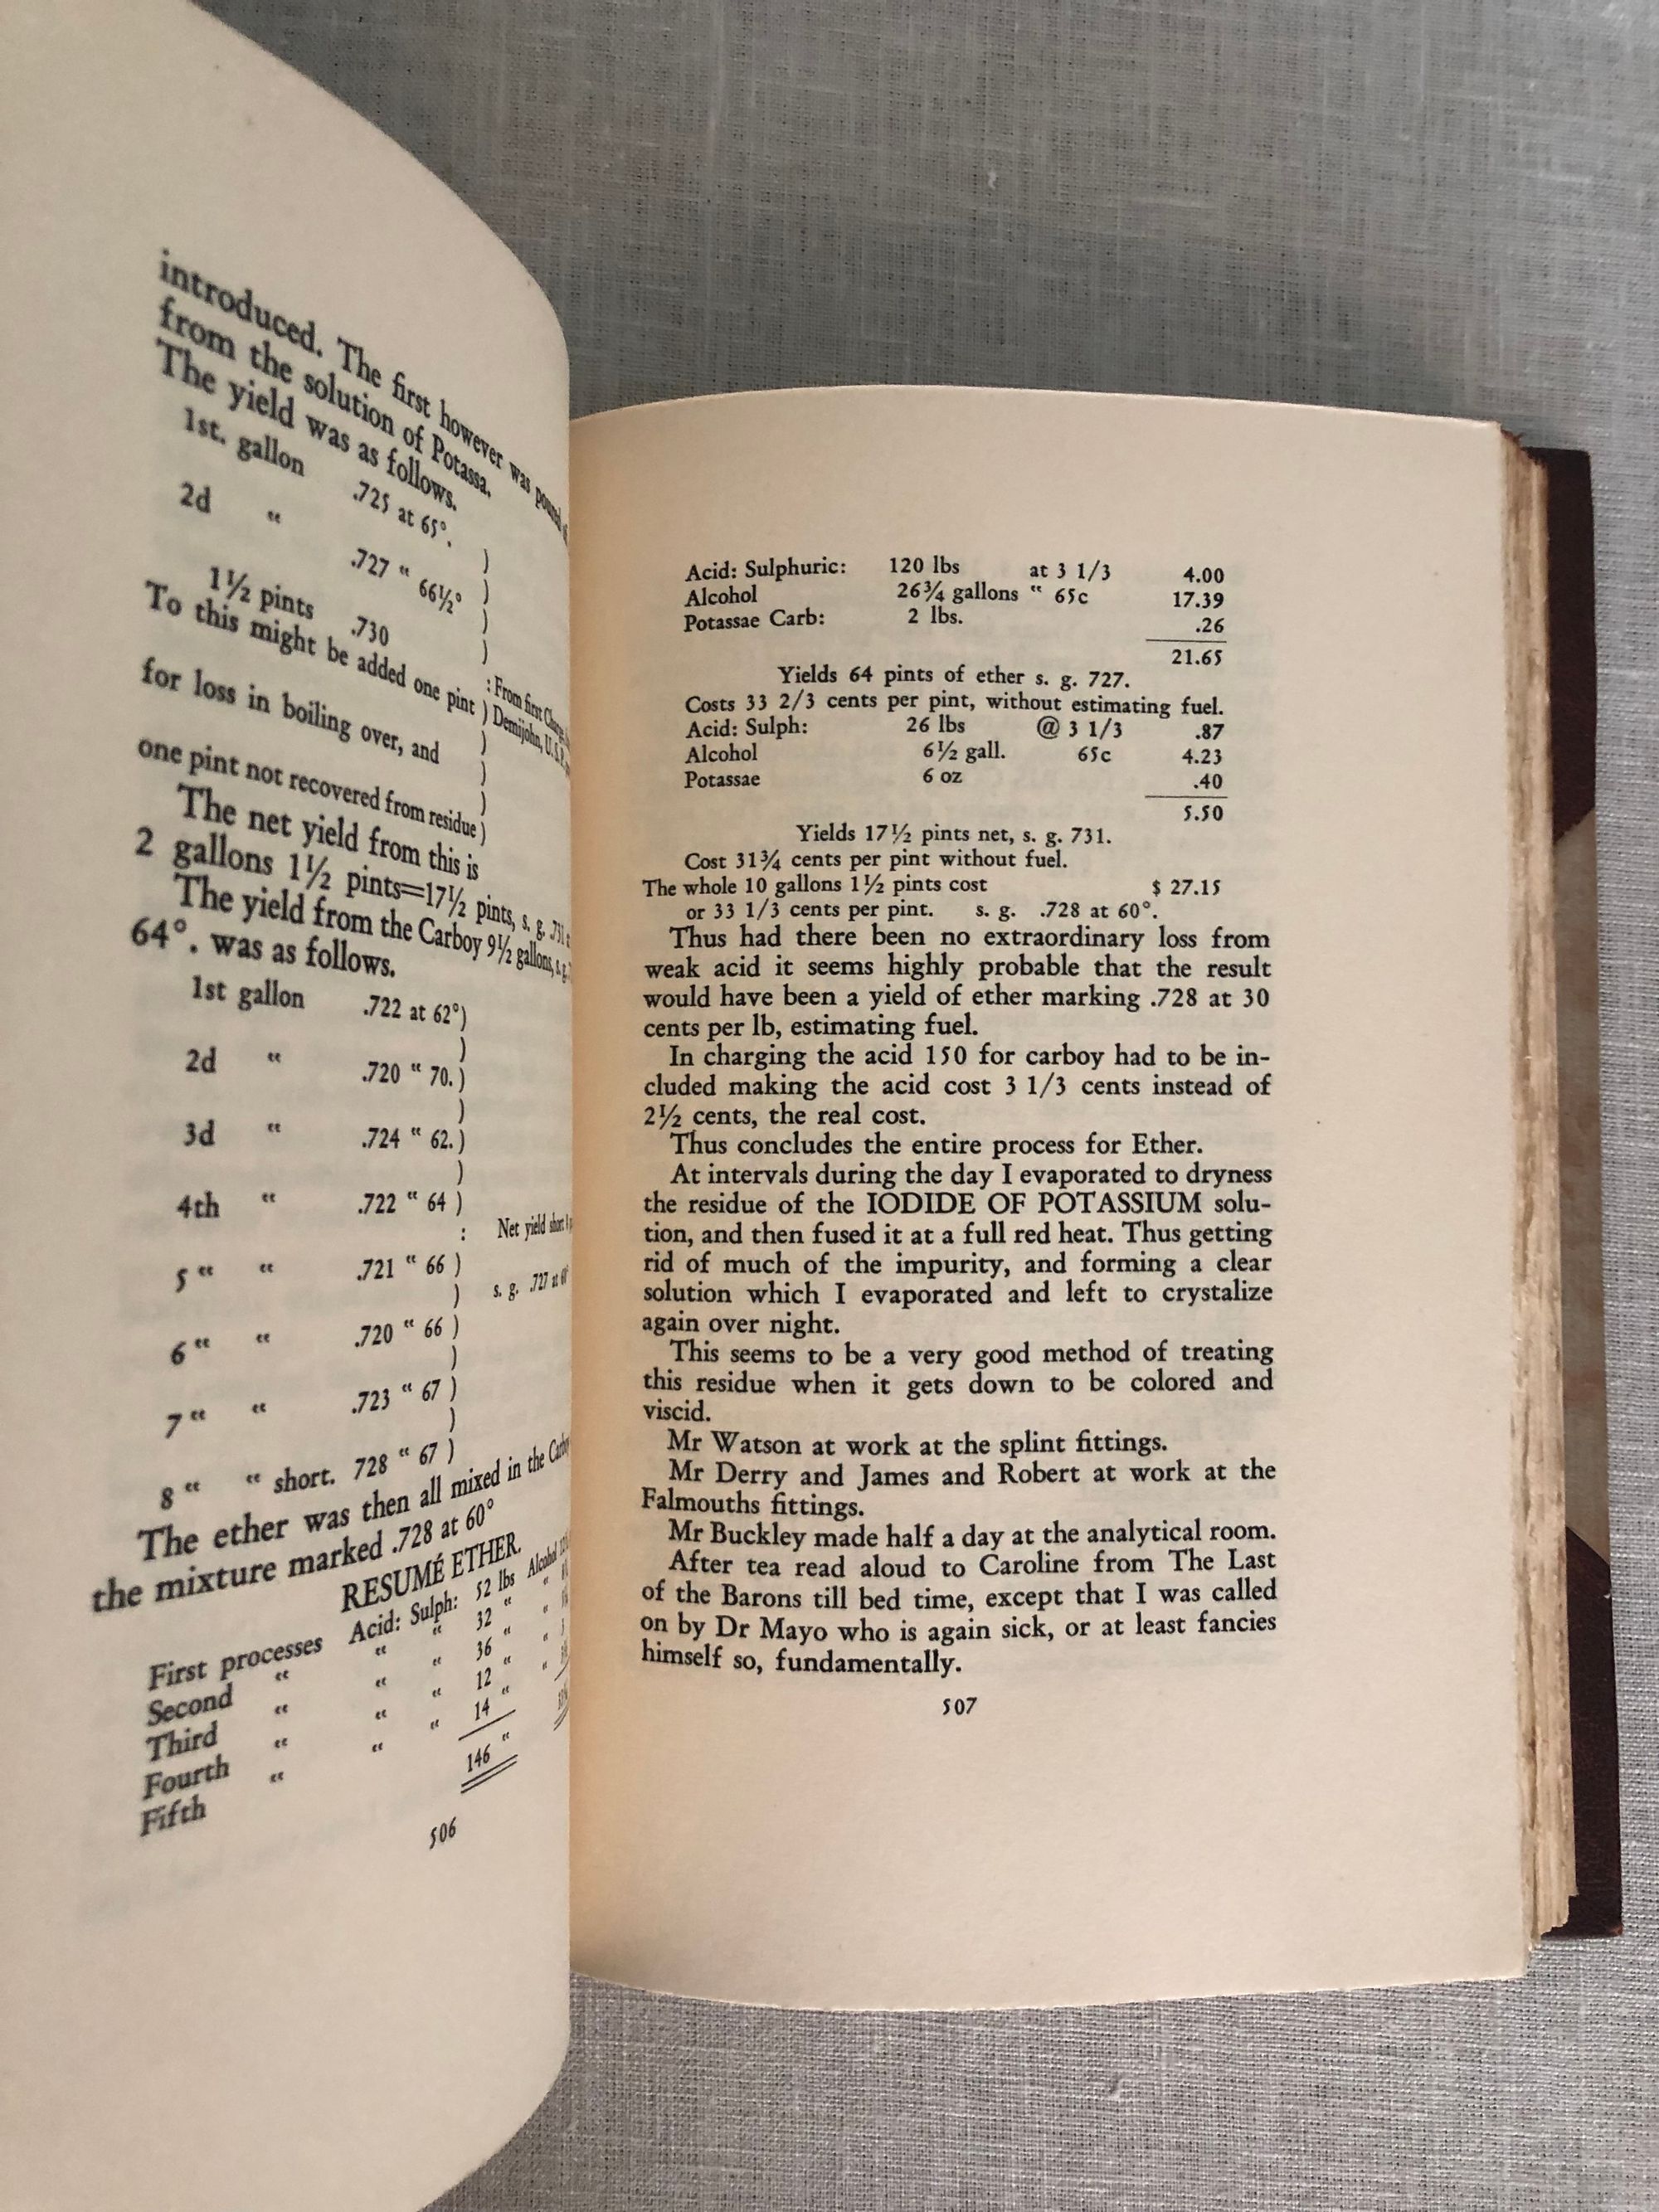 introduced. The first however was
from the solution of Potassa.
The yield was as follows.
1st. gallon .725 at 65°. )
2d “ .727 “ 66½° )
)
1½ pints .730 )
To this might be added one pint ) : From first
for loss in boiling over, and ) Demijohn, U.S.P.
)
one pint not recovered from residue )
The net yield from this is
2 gallons 1½ pints=17½ pints, s. g. .731
The yield from the Carboy 9½ gallons, s. g.
64°. was as follows.
1st gallon .722 at 62°)
)
2d “ .720 “ 70.)
)
3d “ .724 “ 62.)
)
4th “ .722 “ 64 )
: Net yield short
5 “ “ .721 “ 66 )
) s. g. .727 at 60°
6 “ “ .720 “ 66 )
)
7 “ “ .723 “ 67 )
)
8 “ “ short. 728 “ 67 )
The ether was then all mixed in the
the mixture marked .728 at 60°
RESUMÉ ETHER.
First processes Acid: Sulph: 52 lbs Alcohol
Second “ “ “ 32 “ “
Third “ “ “ 36 “ “
Fourth “ “ “ 12 “ “
Fifth “ “ “ 14 “ “
146 “
506
Acid: Sulphuric: 120 lbs at 3 1/3 4.00
Alcohol 26¾ gallons “ 65c 17.39
Potassae Carb: 2 lbs. .26
21.65
Yields 64 pints of ether s. g. 727.
Costs 33 2/3 cents per pint, without estimating fuel.
Acid: Sulph: 26 lbs @ 3 1/3 .87
Alcohol 6½ gall. 65c 4.23
Potassae 6 oz .40
5.50
Yields 17½ pints net, s. g. 731.
Cost 31¾ cents per pint without fuel.
The whole 10 gallons 1½ pints cost $ 27.15
or 33 1/3 cents per pint. s. g. .728 at 60°.
Thus had there been no extraordinary loss from
weak acid it seems highly probable that the result
would have been a yield of ether marking .728 at 30
cents per lb, estimating fuel.
In charging the acid 150 for carboy had to be in-
cluded making the acid cost 3 1/3 cents instead of
2½ cents, the real cost.
Thus concludes the entire process for Ether.
At intervals during the day I evaporated to dryness
the residue of the IODIDE OF POTASSIUM solu-
tion, and then fused it at a full red heat. Thus getting
rid of much of the impurity, and forming a clear
solution which I evaporated and left to crystalize
again over night.
This seems to be a very good method of treating
this residue when it gets down to be colored and
viscid.
Mr Watson at work at the splint fittings.
Mr Derry and James and Robert at work at the
Falmouths fittings.
Mr Buckley made half a day at the analytical room.
After tea read aloud to Caroline from The Last
of the Barons till bed time, except that I was called
on by Dr Mayo who is again sick, or at least fancies
himself so, fundamentally.
507